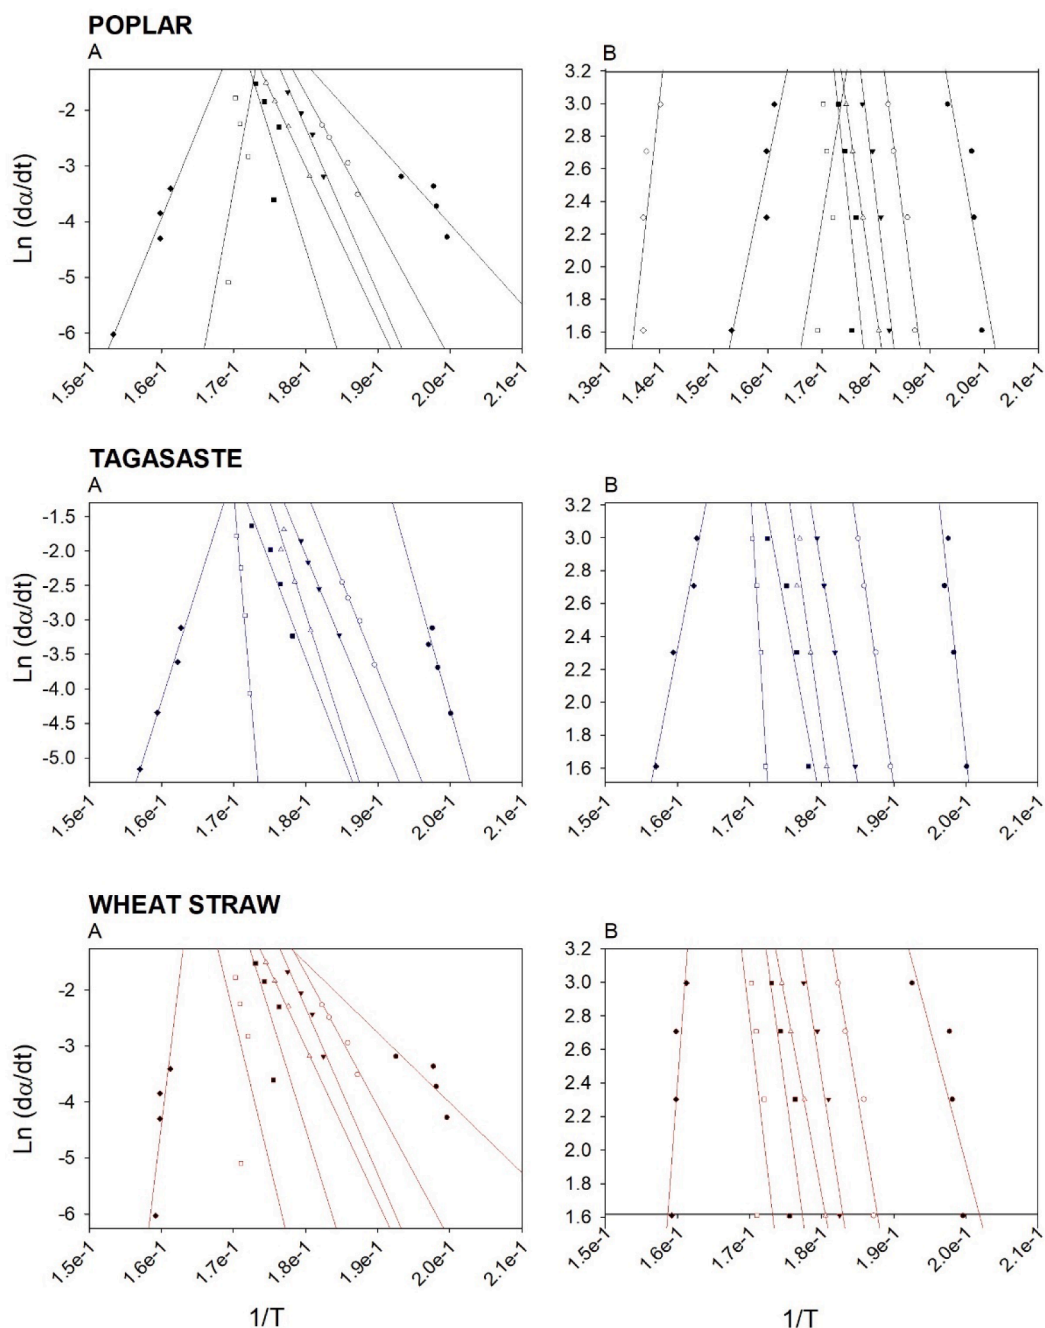 POPLAR
A
B
Ln (dα/dt)
-2
-3
-4
-5
-6
1.5e-1
1.6e-1
1.7e-1
1.8e-1
1.9e-1
2.0e-1
2.1e-1
3.2
3.0
2.8
2.6
2.4
2.2
2.0
1.8
1.6
1.3e-1
1.4e-1
1.5e-1
1.6e-1
1.7e-1
1.8e-1
1.9e-1
2.0e-1
2.1e-1
TAGASASTE
A
B
Ln (dα/dt)
-1.5
-2.0
-2.5
-3.0
-3.5
-4.0
-4.5
-5.0
1.5e-1
1.6e-1
1.7e-1
1.8e-1
1.9e-1
2.0e-1
2.1e-1
3.2
3.0
2.8
2.6
2.4
2.2
2.0
1.8
1.6
1.5e-1
1.6e-1
1.7e-1
1.8e-1
1.9e-1
2.0e-1
2.1e-1
WHEAT STRAW
A
B
Ln (dα/dt)
-2
-3
-4
-5
-6
1.5e-1
1.6e-1
1.7e-1
1.8e-1
1.9e-1
2.0e-1
2.1e-1
3.2
3.0
2.8
2.6
2.4
2.2
2.0
1.8
1.6
1.5e-1
1.6e-1
1.7e-1
1.8e-1
1.9e-1
2.0e-1
2.1e-1
1/T
1/T